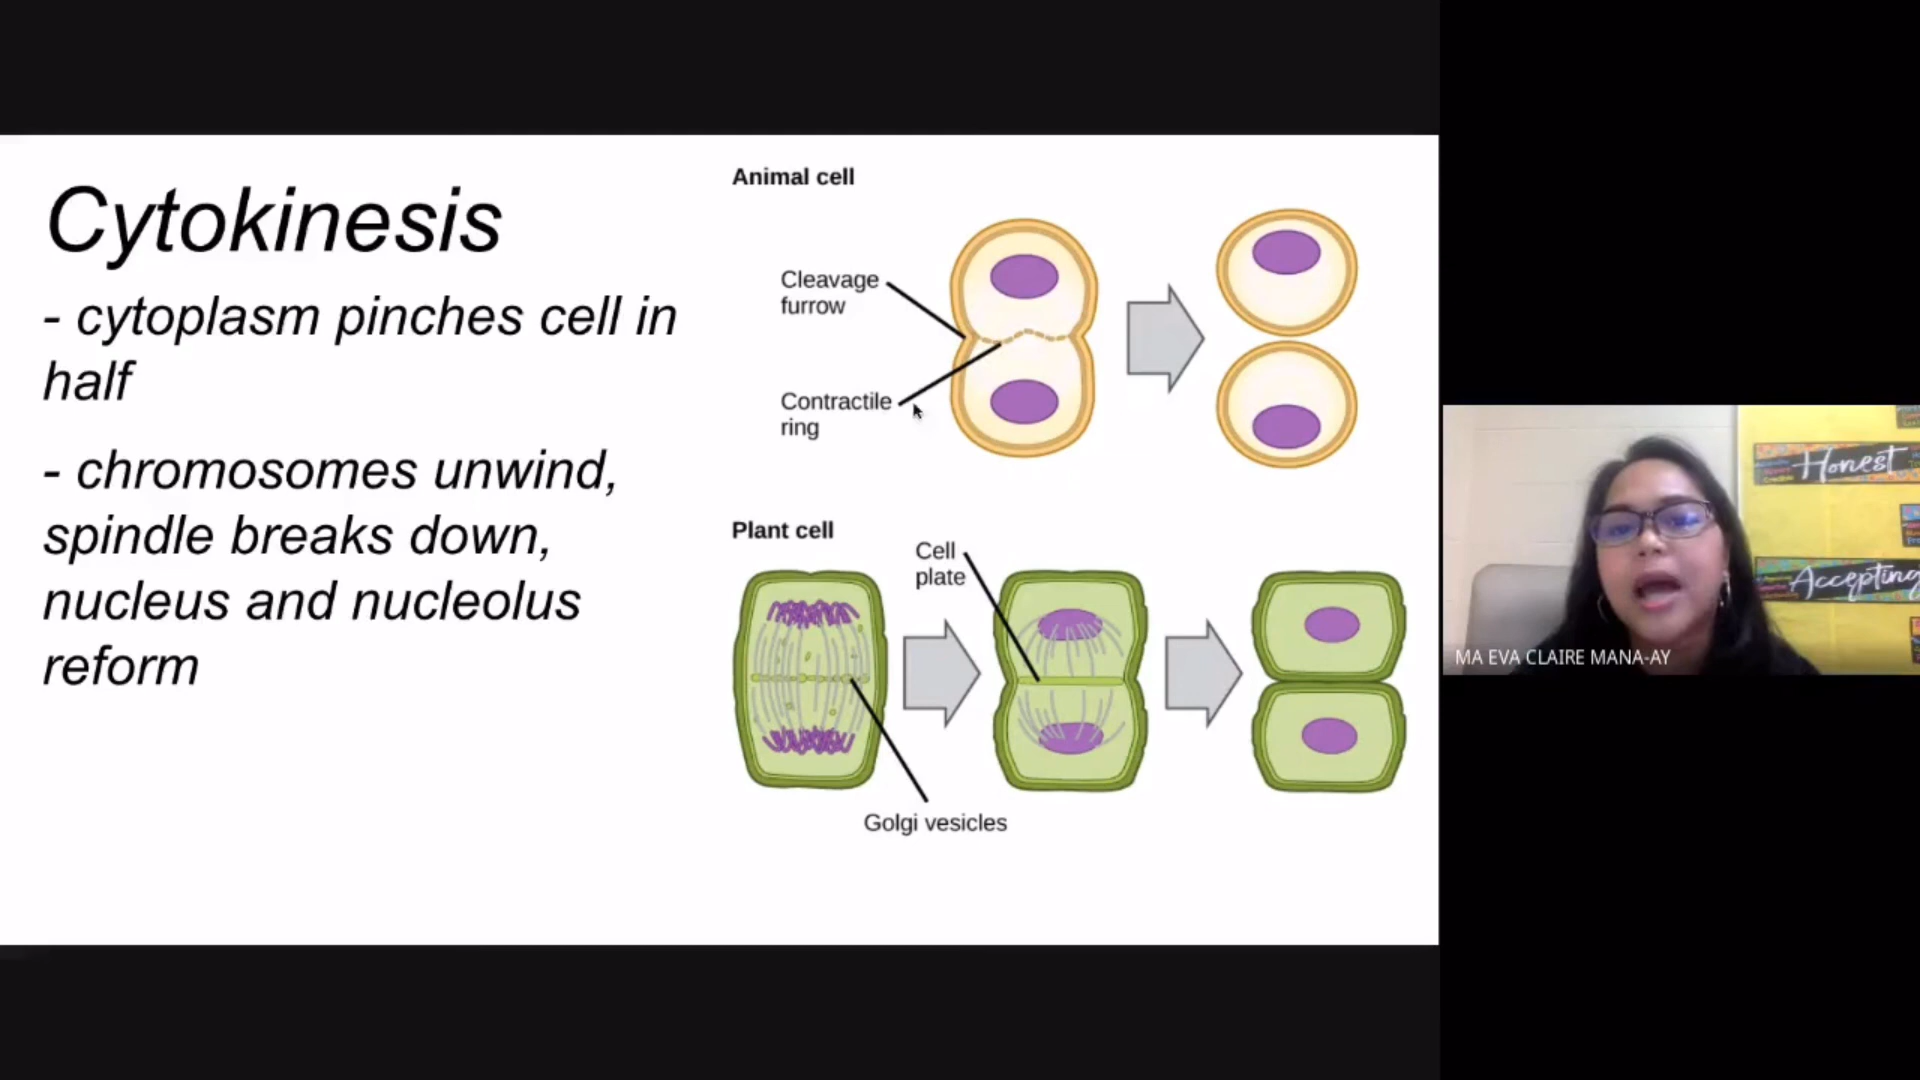 Cytokinesis
- cytoplasm pinches cell in
half
- chromosomes unwind,
spindle breaks down,
nucleus and nucleolus
reform
Animal cell
Cleavage
furrow
Contractile
ring
Plant cell
Cell
plate
Golgi vesicles
Honest
Accepting
MA EVA CLAIRE MANA-AY